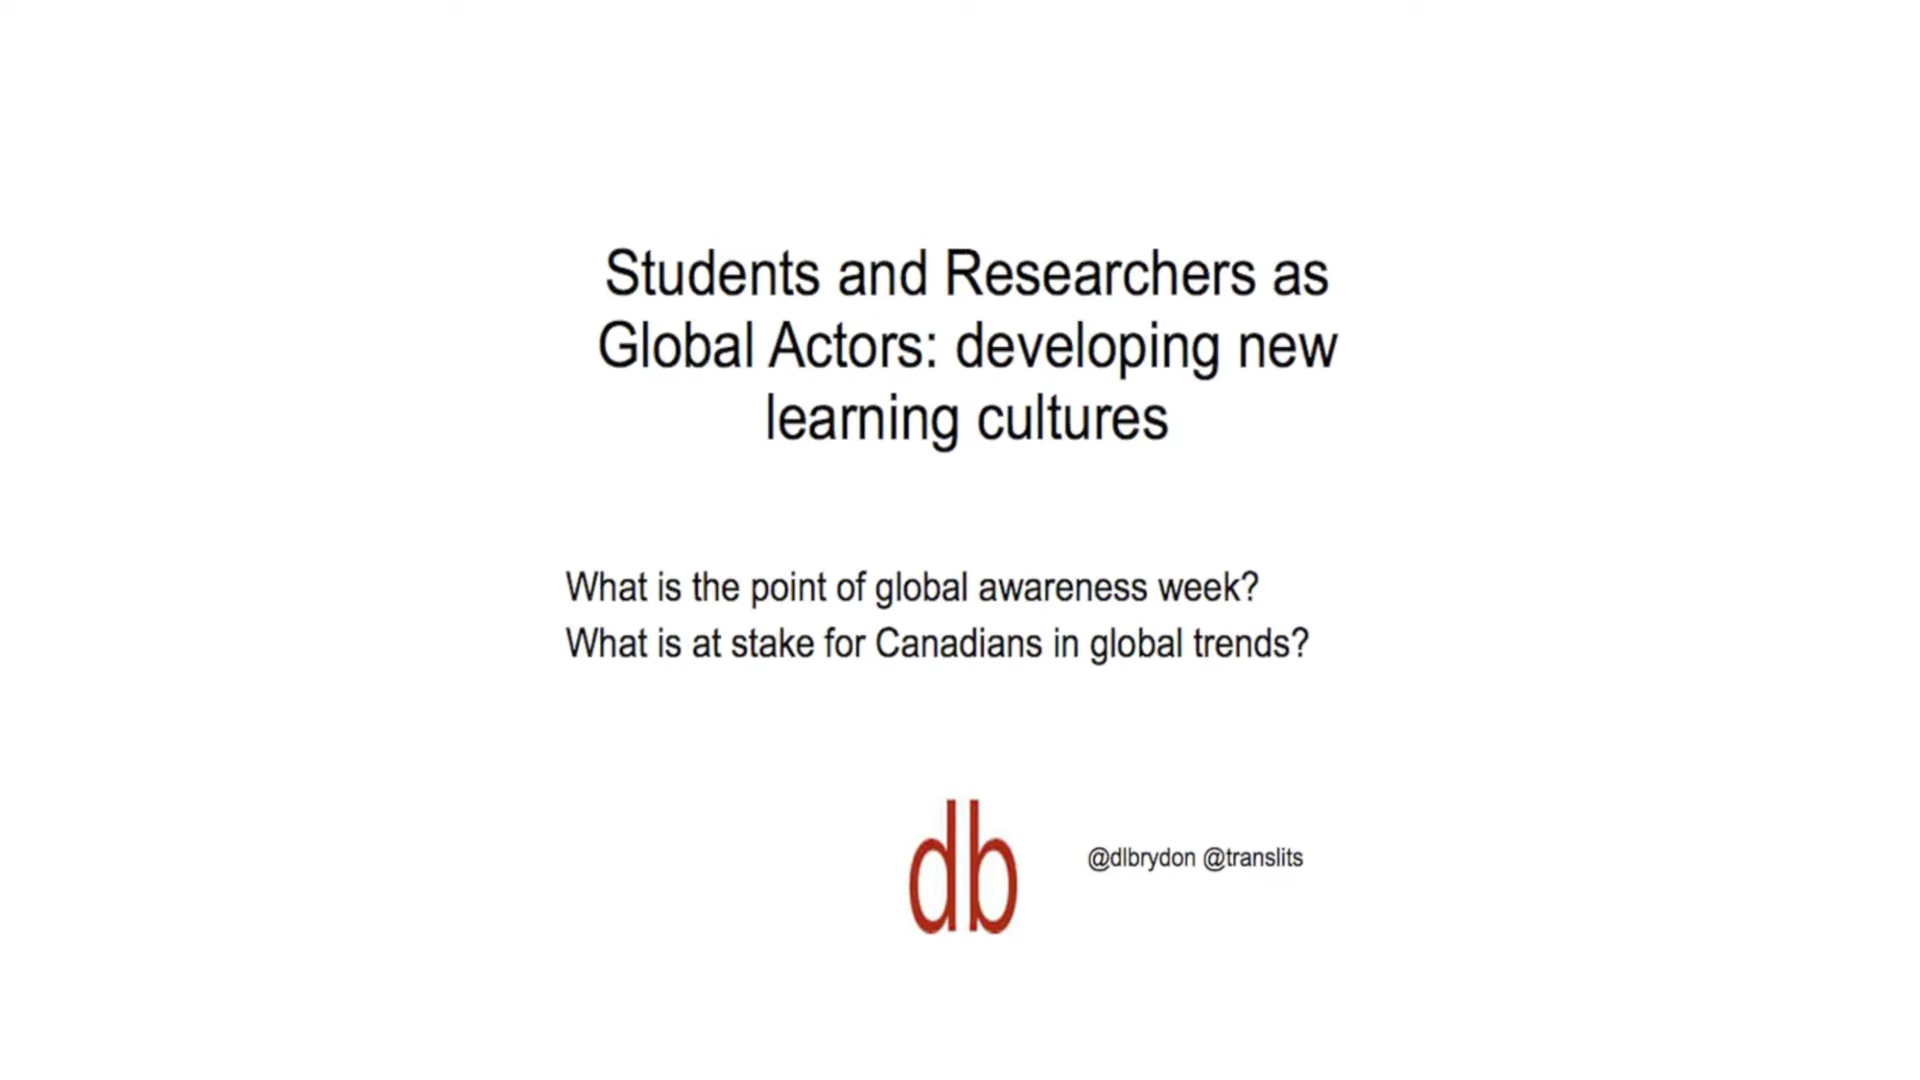 Students and Researchers as
Global Actors: developing new
learning cultures
What is the point of global awareness week?
What is at stake for Canadians in global trends?
db
@dlbrydon @translits